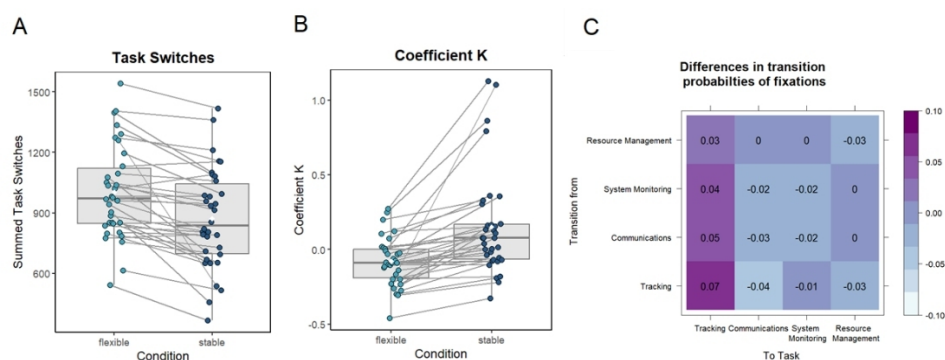 A
Task Switches
Summed Task Switches
1500
1200
900
600
flexible
stable
Condition
B
Coefficient K
Coefficient K
1.0
0.5
0.0
-0.5
flexible
stable
Condition
C
Differences in transition
probabilties of fixations
Transition from
Resource Management
0.03 0 0 -0.03
System Monitoring
0.04 -0.02 -0.02 0
Communications
0.05 -0.03 -0.02 0
Tracking
0.07 -0.04 -0.01 -0.03
Tracking Communications System Resource
Monitoring Management
To Task
0.10
0.05
0.00
-0.05
-0.10